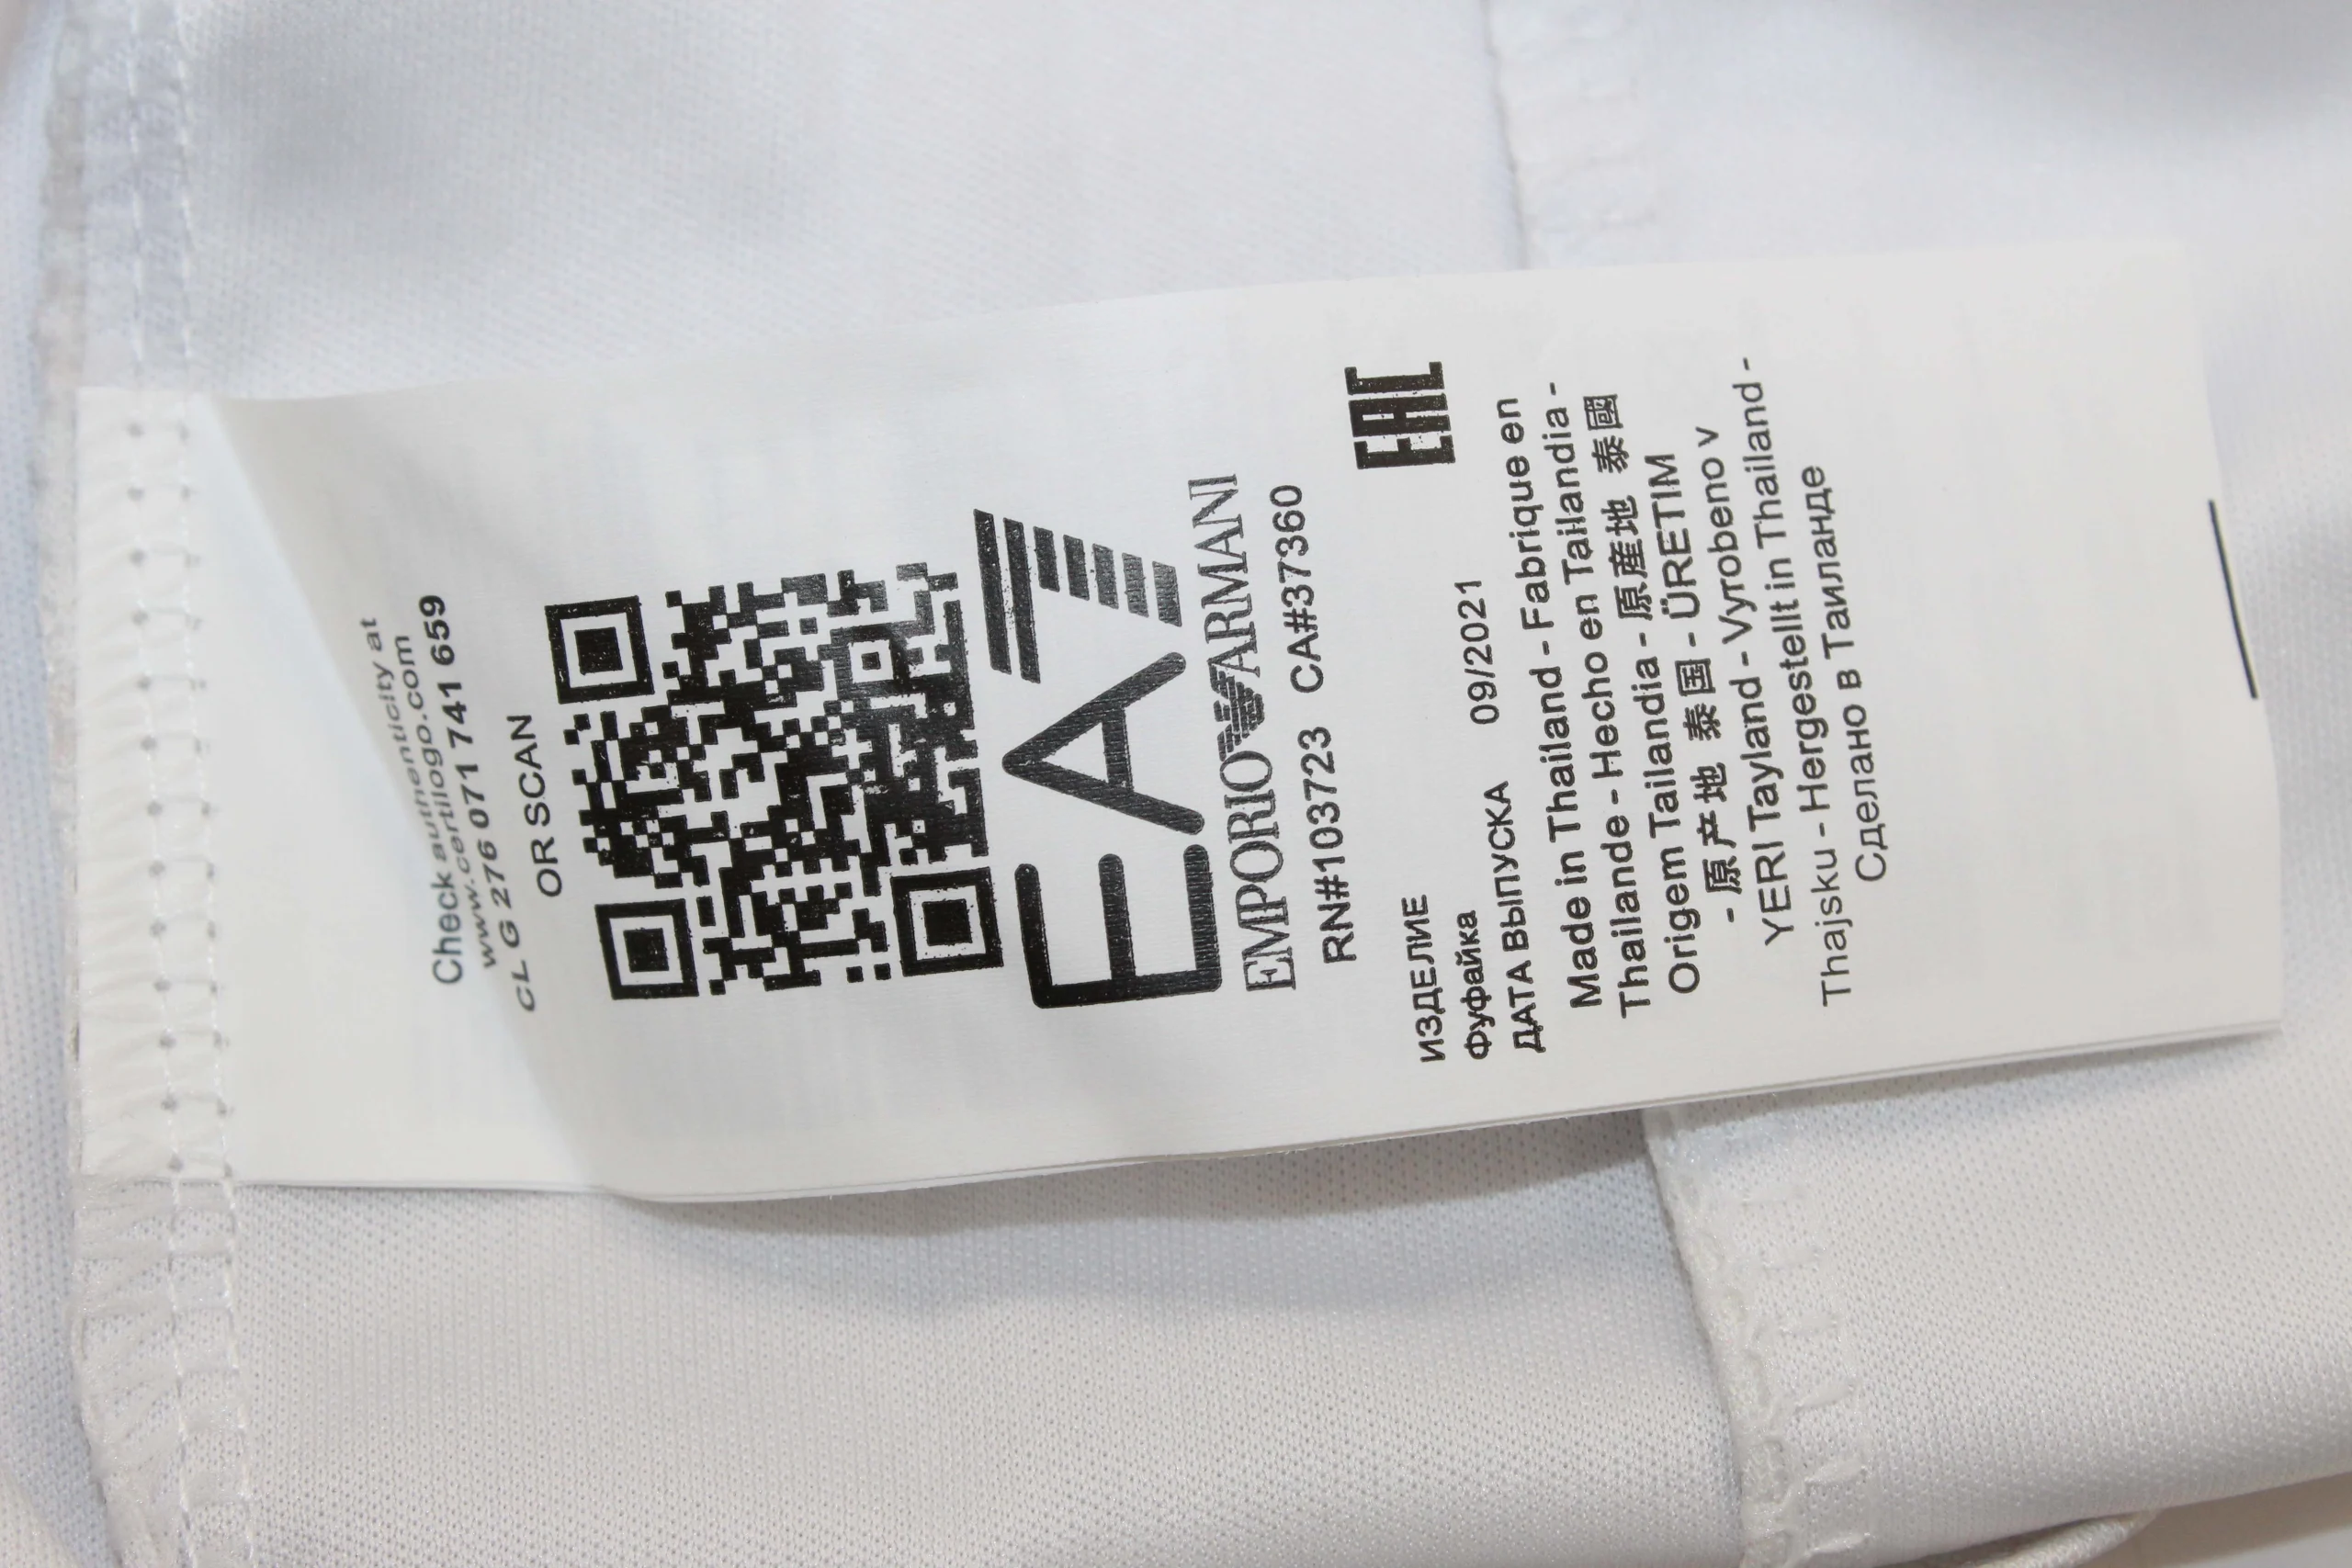 Check authenticity at
www.certilogo.com
CLG 276 071 741 659
OR SCAN
EA7
EMPORIO ARMANI
RN#103723 CA#37360
EAC
ИЗДЕЛИЕ
Фуфайка
ДАТА ВЫПУСКА 09/2021
Made in Thailand - Fabrique en
Thailande - Hecho en Tailandia -
Origem Tailandia - 原産地 泰國
- 原产地 泰国 - ÜRETIM
YERI Tayland - Vyrobeno v
Thajsku - Hergestellt in Thailand -
Сделано в Таиланде